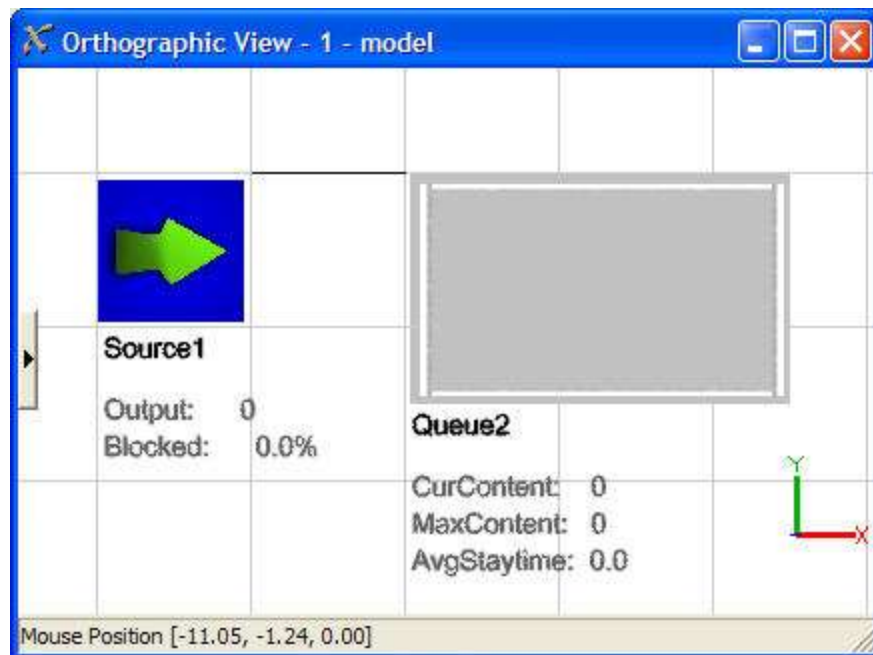 Orthographic View - 1 - model
Source1
Output: 0
Blocked: 0.0%
Queue2
CurContent: 0
MaxContent: 0
AvgStaytime: 0.0
Y
X
Mouse Position [-11.05, -1.24, 0.00]